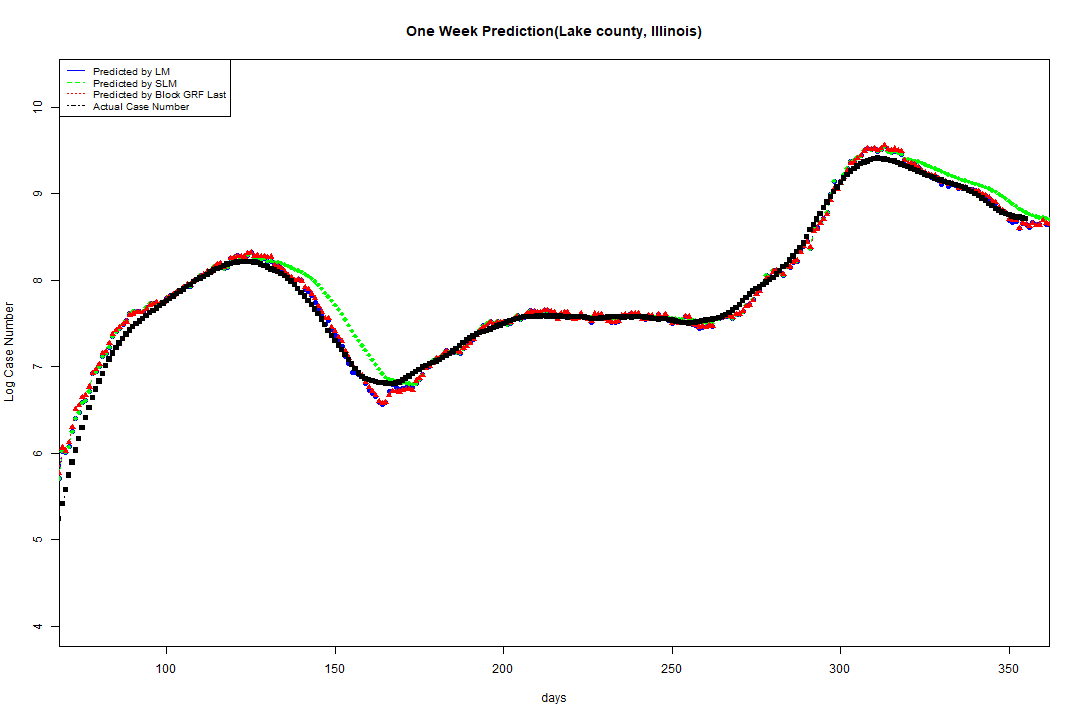 One Week Prediction(Lake county, Illinois)
Predicted by LM
Predicted by SLM
Predicted by Block GRF Last
Actual Case Number
Log Case Number
10
9
8
7
6
5
4
100 150 200 250 300 350
days